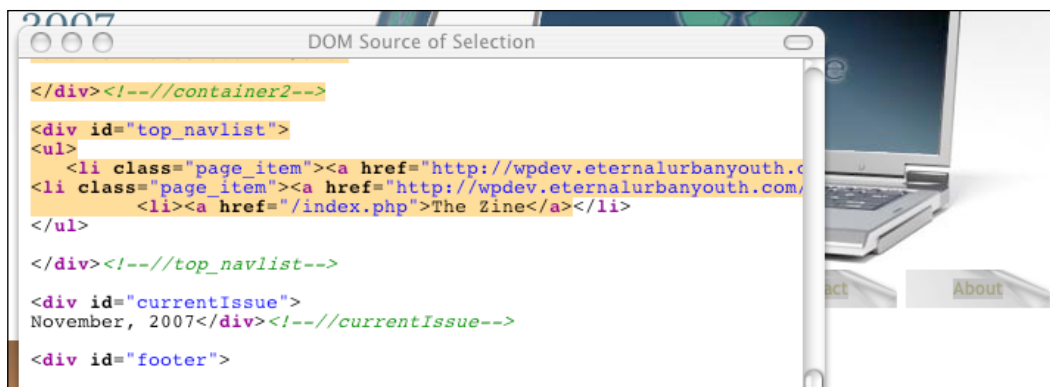 2007
DOM Source of Selection
</div><!--//container2-->
<div id="top_navlist">
<ul>
<li class="page_item"><a href="http://wpdev.eternalurbanyouth.c
<li class="page_item"><a href="http://wpdev.eternalurbanyouth.com/
<li><a href="/index.php">The Zine</a></li>
</ul>
</div><!--//top_navlist-->
<div id="currentIssue">
November, 2007</div><!--//currentIssue-->
<div id="footer">
act
About